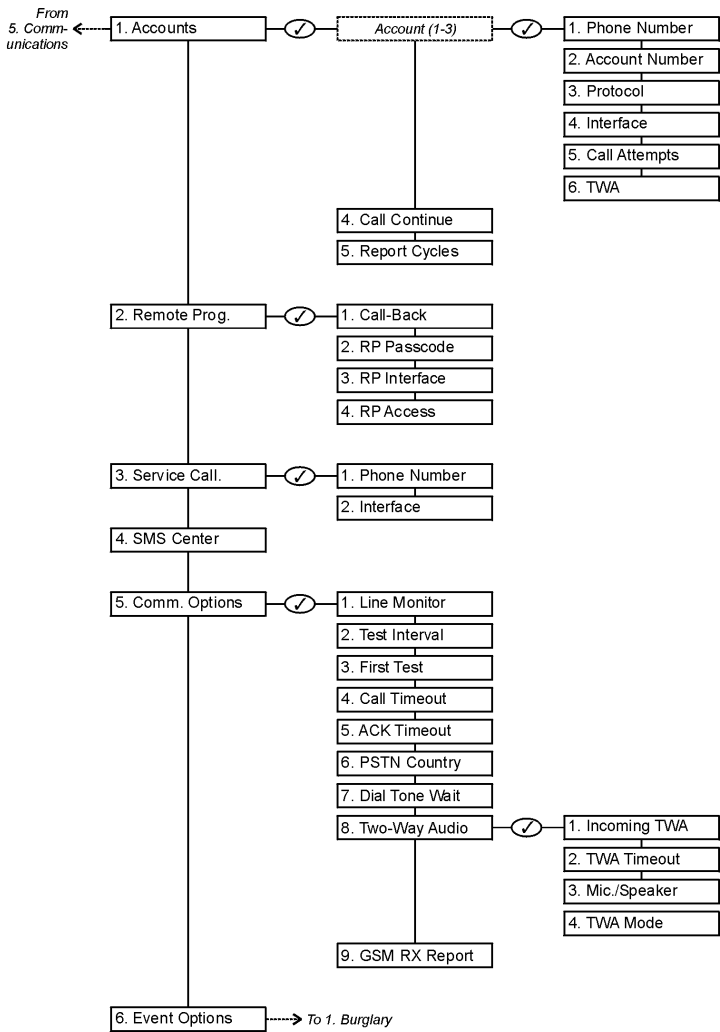 From
5. Comm-
unications
1. Accounts
Account (1-3)
1. Phone Number
2. Account Number
3. Protocol
4. Interface
5. Call Attempts
6. TWA
4. Call Continue
5. Report Cycles
2. Remote Prog.
1. Call-Back
2. RP Passcode
3. RP Interface
4. RP Access
3. Service Call.
1. Phone Number
2. Interface
4. SMS Center
5. Comm. Options
1. Line Monitor
2. Test Interval
3. First Test
4. Call Timeout
5. ACK Timeout
6. PSTN Country
7. Dial Tone Wait
8. Two-Way Audio
1. Incoming TWA
2. TWA Timeout
3. Mic./Speaker
4. TWA Mode
9. GSM RX Report
6. Event Options
To 1. Burglary